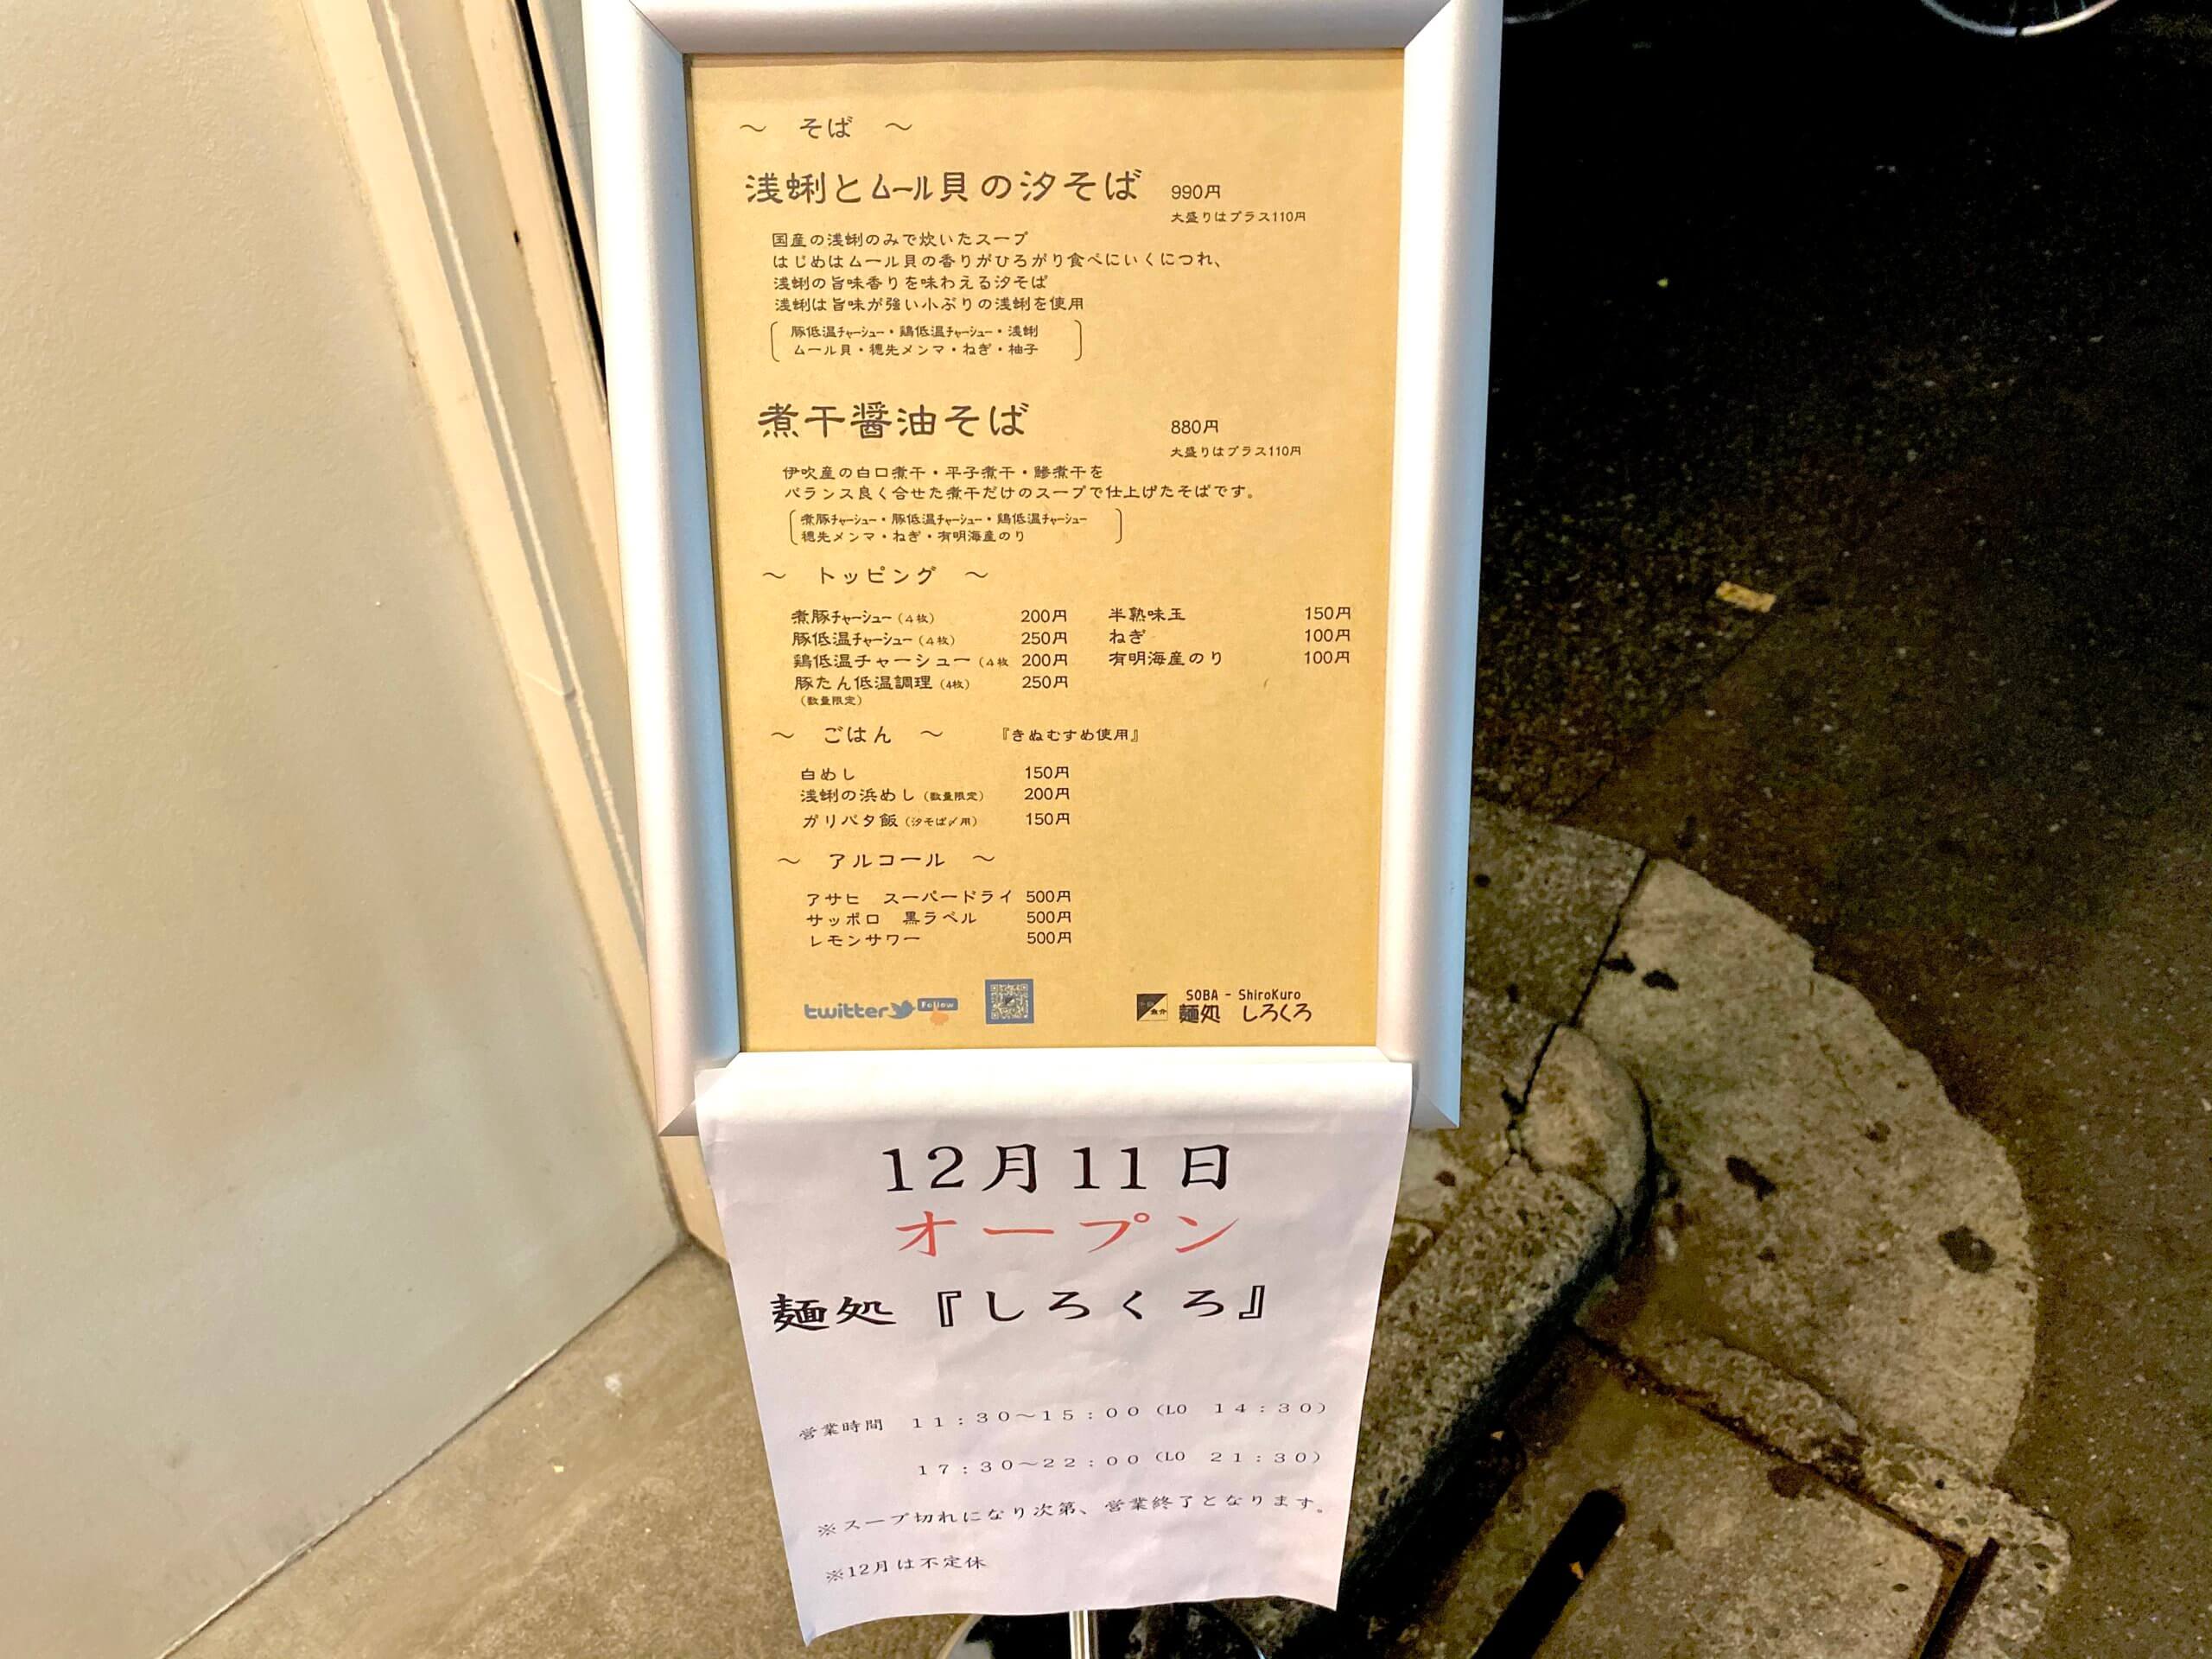 ～ そば ～
浅蜊とムール貝の汐そば 990円
大盛りはプラス110円
国産の浅蜊のみで炊いたスープ
はじめはムール貝の香りがひろがり食べにいくにつれ、
浅蜊の旨味香りを味わえる汐そば
浅蜊は旨味が強い小ぶりの浅蜊を使用
豚低温チャーシュー・鶏低温チャーシュー・浅蜊
ムール貝・穂先メンマ・ねぎ・柚子
煮干醤油そば 880円
大盛りはプラス110円
伊吹産の白口煮干・平子煮干・鯵煮干を
バランス良く合せた煮干だけのスープで仕上げたそばです。
煮豚チャーシュー・豚低温チャーシュー・鶏低温チャーシュー
穂先メンマ・ねぎ・有明海産のり
～ トッピング ～
煮豚チャーシュー（４枚） 200円 半熟味玉 150円
豚低温チャーシュー（４枚） 250円 ねぎ 100円
鶏低温チャーシュー（４枚 200円 有明海産のり 100円
豚たん低温調理（4枚） 250円
（数量限定）
～ ごはん ～ 『きぬむすめ使用』
白めし 150円
浅蜊の浜めし（数量限定） 200円
ガリバタ飯（汐そば〆用） 150円
～ アルコール ～
アサヒ スーパードライ 500円
サッポロ 黒ラベル 500円
レモンサワー 500円
twitter Follow
SOBA - ShiroKuro
麺処 しろくろ
12月11日
オープン
麺処『しろくろ』
営業時間 １１：３０～１５：００（LO １４：３０）
１７：３０～２２：００（LO ２１：３０）
※スープ切れになり次第、営業終了となります。
※12月は不定休